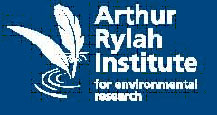 Arthur
Rylah
Institute
for environmental
research